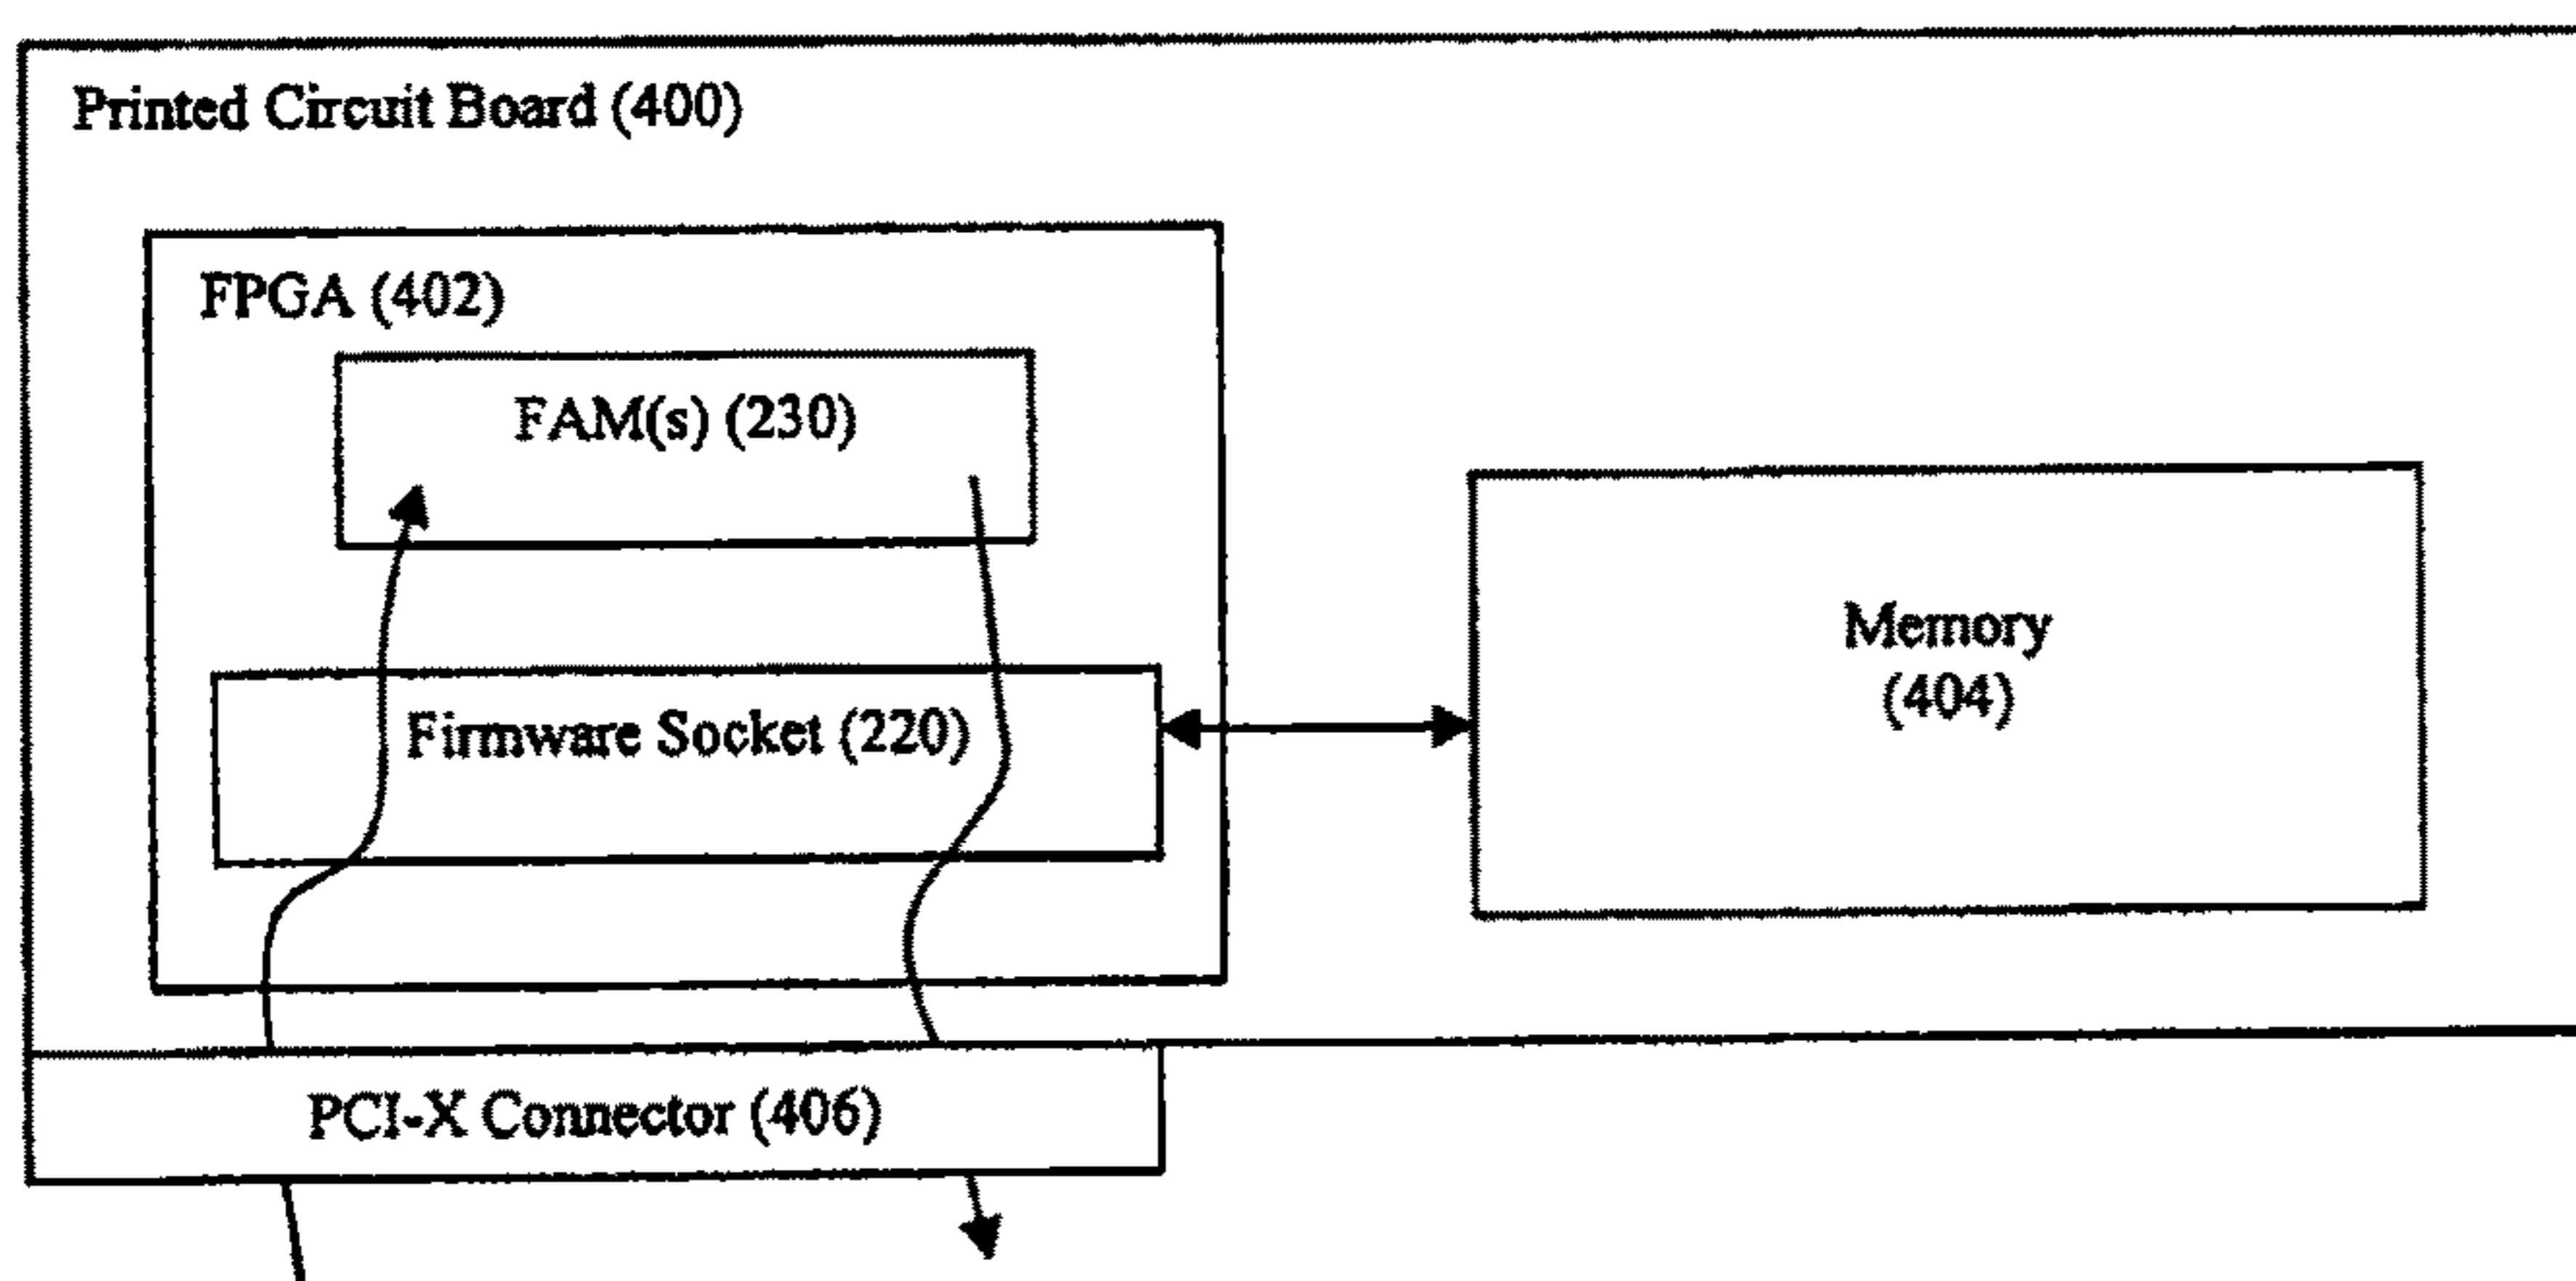 Printed Circuit Board (400)
FPGA (402)
FAM(s) (230)
Firmware Socket (220)
Memory
(404)
PCI-X Connector (406)